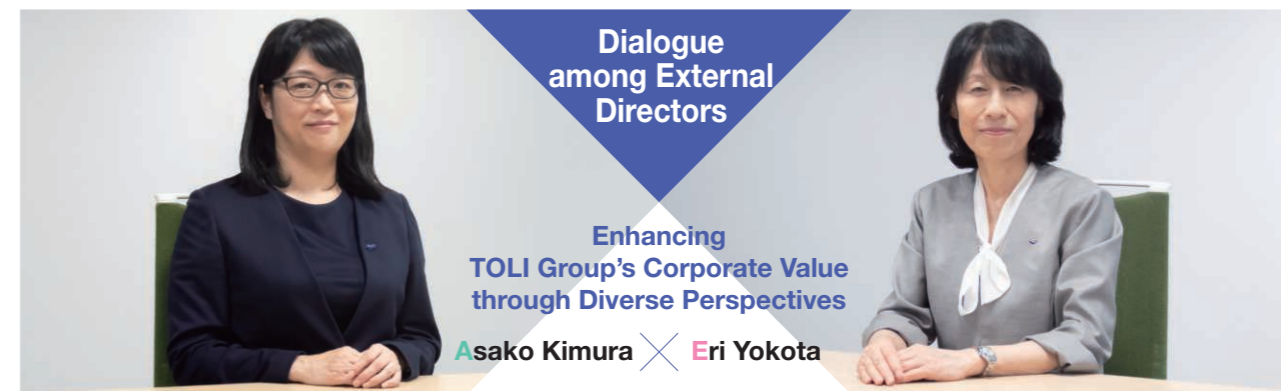 Dialogue
among External
Directors
Enhancing
TOLI Group's Corporate Value
through Diverse Perspectives
Asako Kimura × Eri Yokota